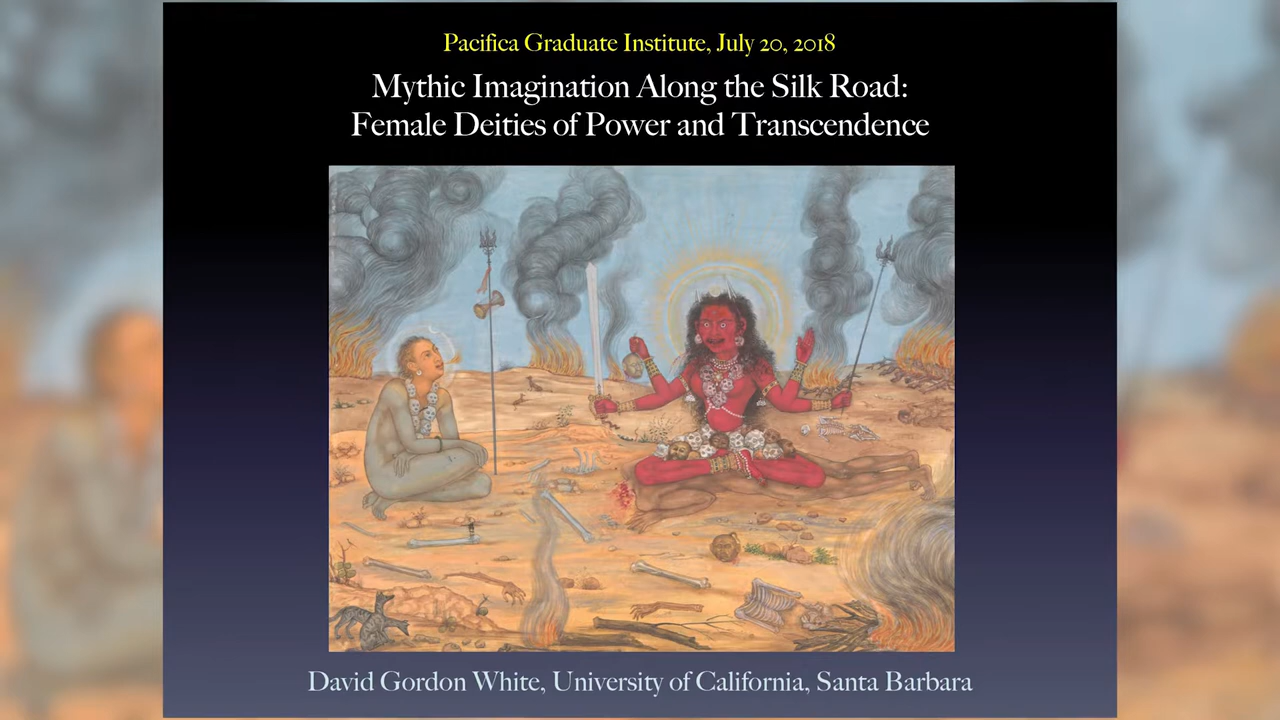 Pacifica Graduate Institute, July 20, 2018
Mythic Imagination Along the Silk Road:
Female Deities of Power and Transcendence
David Gordon White, University of California, Santa Barbara